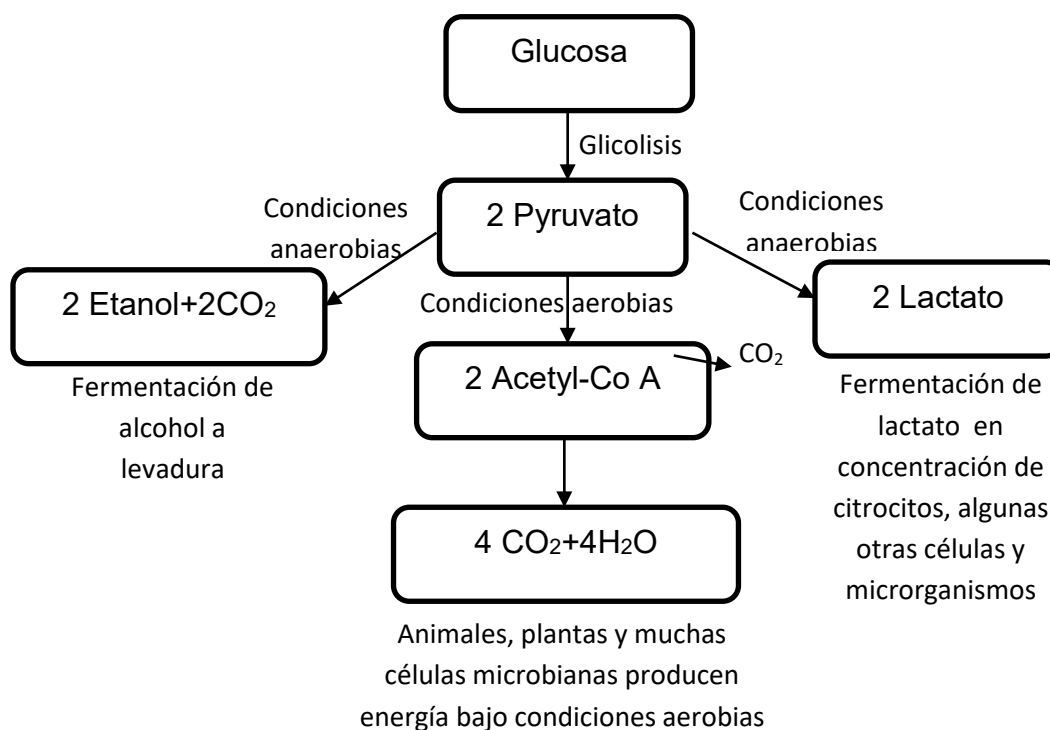 Glucosa
Glicolisis
Condiciones
anaerobias
2 Pyruvato
Condiciones
anaerobias
2 Etanol+2CO₂
Condiciones aerobias
2 Lactato
Fermentación de
alcohol a
levadura
2 Acetyl-Co A
CO₂
Fermentación de
lactato en
concentración de
citrocitos, algunas
otras células y
microrganismos
4 CO₂+4H₂O
Animales, plantas y muchas
células microbianas producen
energía bajo condiciones aerobias